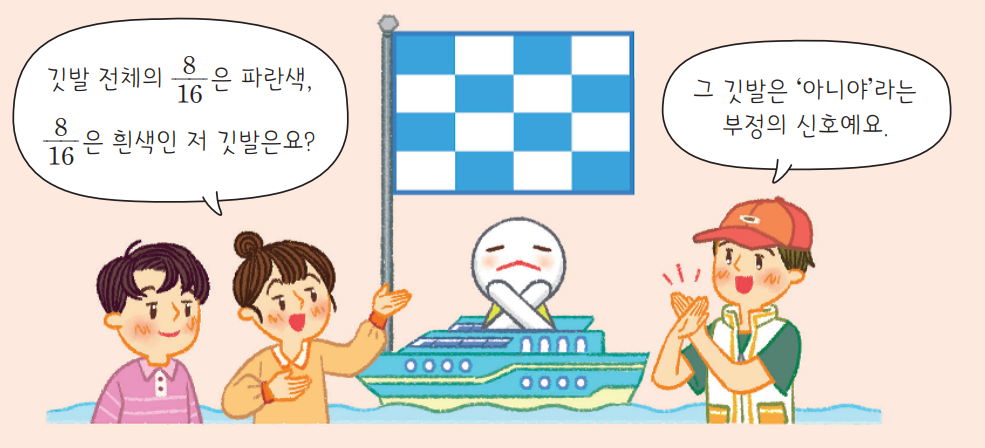 깃발 전체의 8/16은 파란색,
8/16은 흰색인 저 깃발은요?
그 깃발은 ‘아니야’라는
부정의 신호예요.